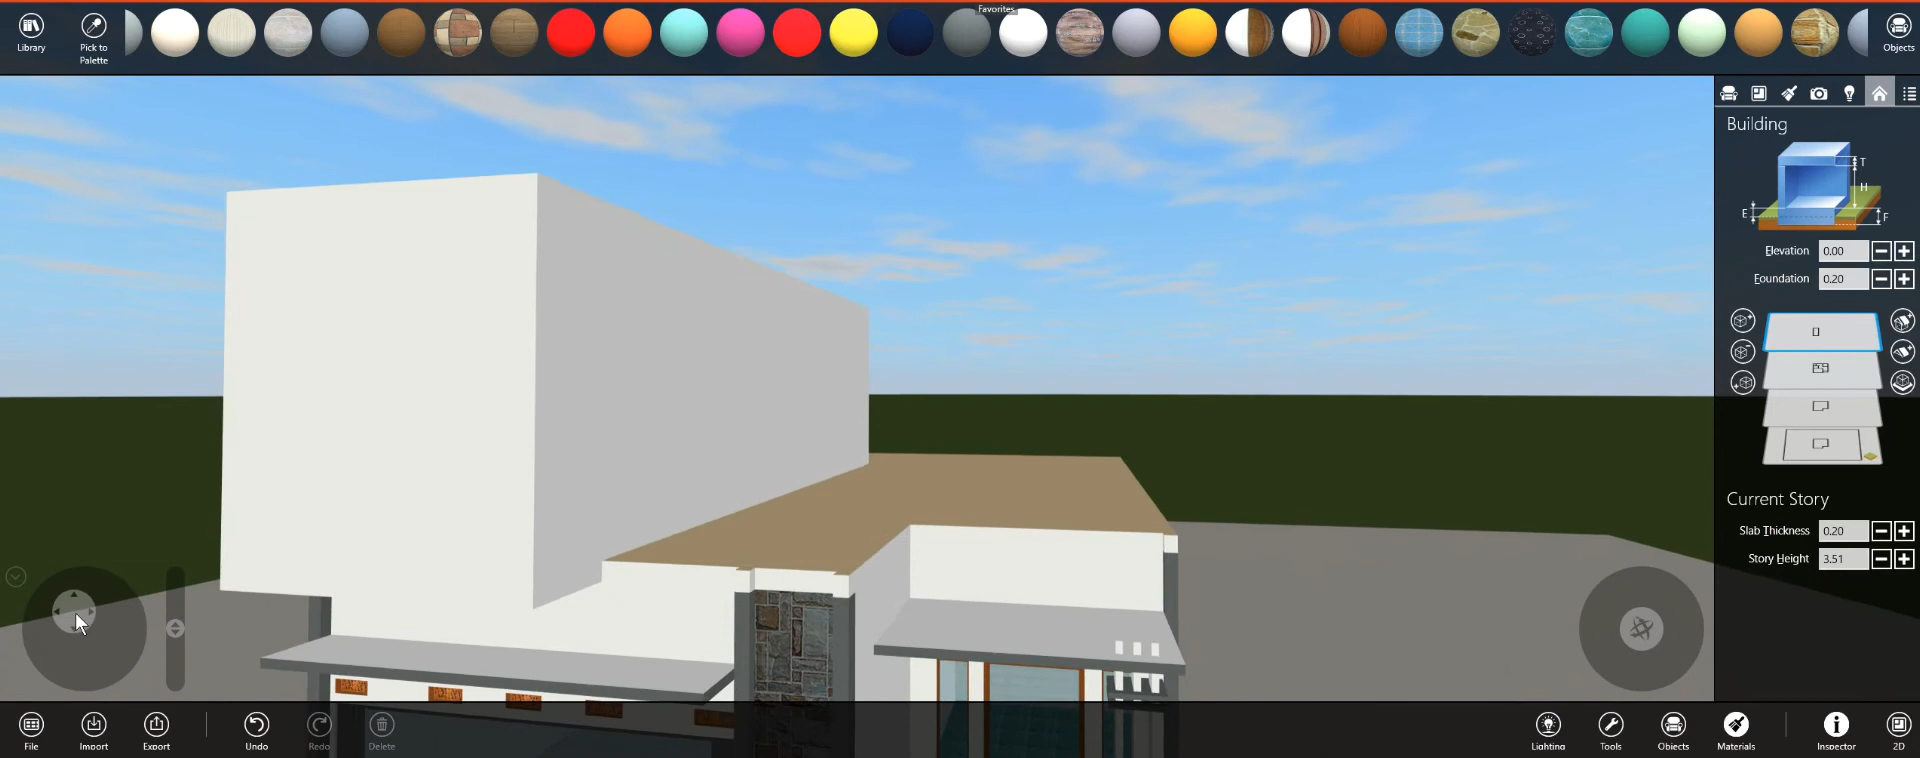 Favorites
Library
Pick to
Palette
Objects
Building
T
H
E
F
Elevation 0.00
Foundation 0.20
Current Story
Slab Thickness 0.20
Story Height 3.51
File Import Export Undo Redo Delete Lighting Tools Objects Materials Inspector 2D